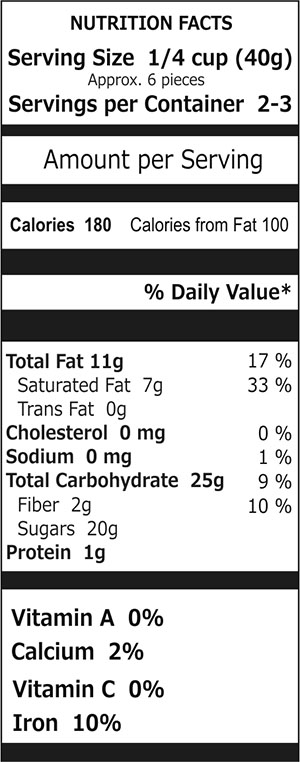 NUTRITION FACTS
Serving Size 1/4 cup (40g)
Approx. 6 pieces
Servings per Container 2-3
Amount per Serving
Calories 180 Calories from Fat 100
% Daily Value*
Total Fat 11g 17 %
Saturated Fat 7g 33 %
Trans Fat 0g
Cholesterol 0 mg 0 %
Sodium 0 mg 1 %
Total Carbohydrate 25g 9 %
Fiber 2g 10 %
Sugars 20g
Protein 1g
Vitamin A 0%
Calcium 2%
Vitamin C 0%
Iron 10%